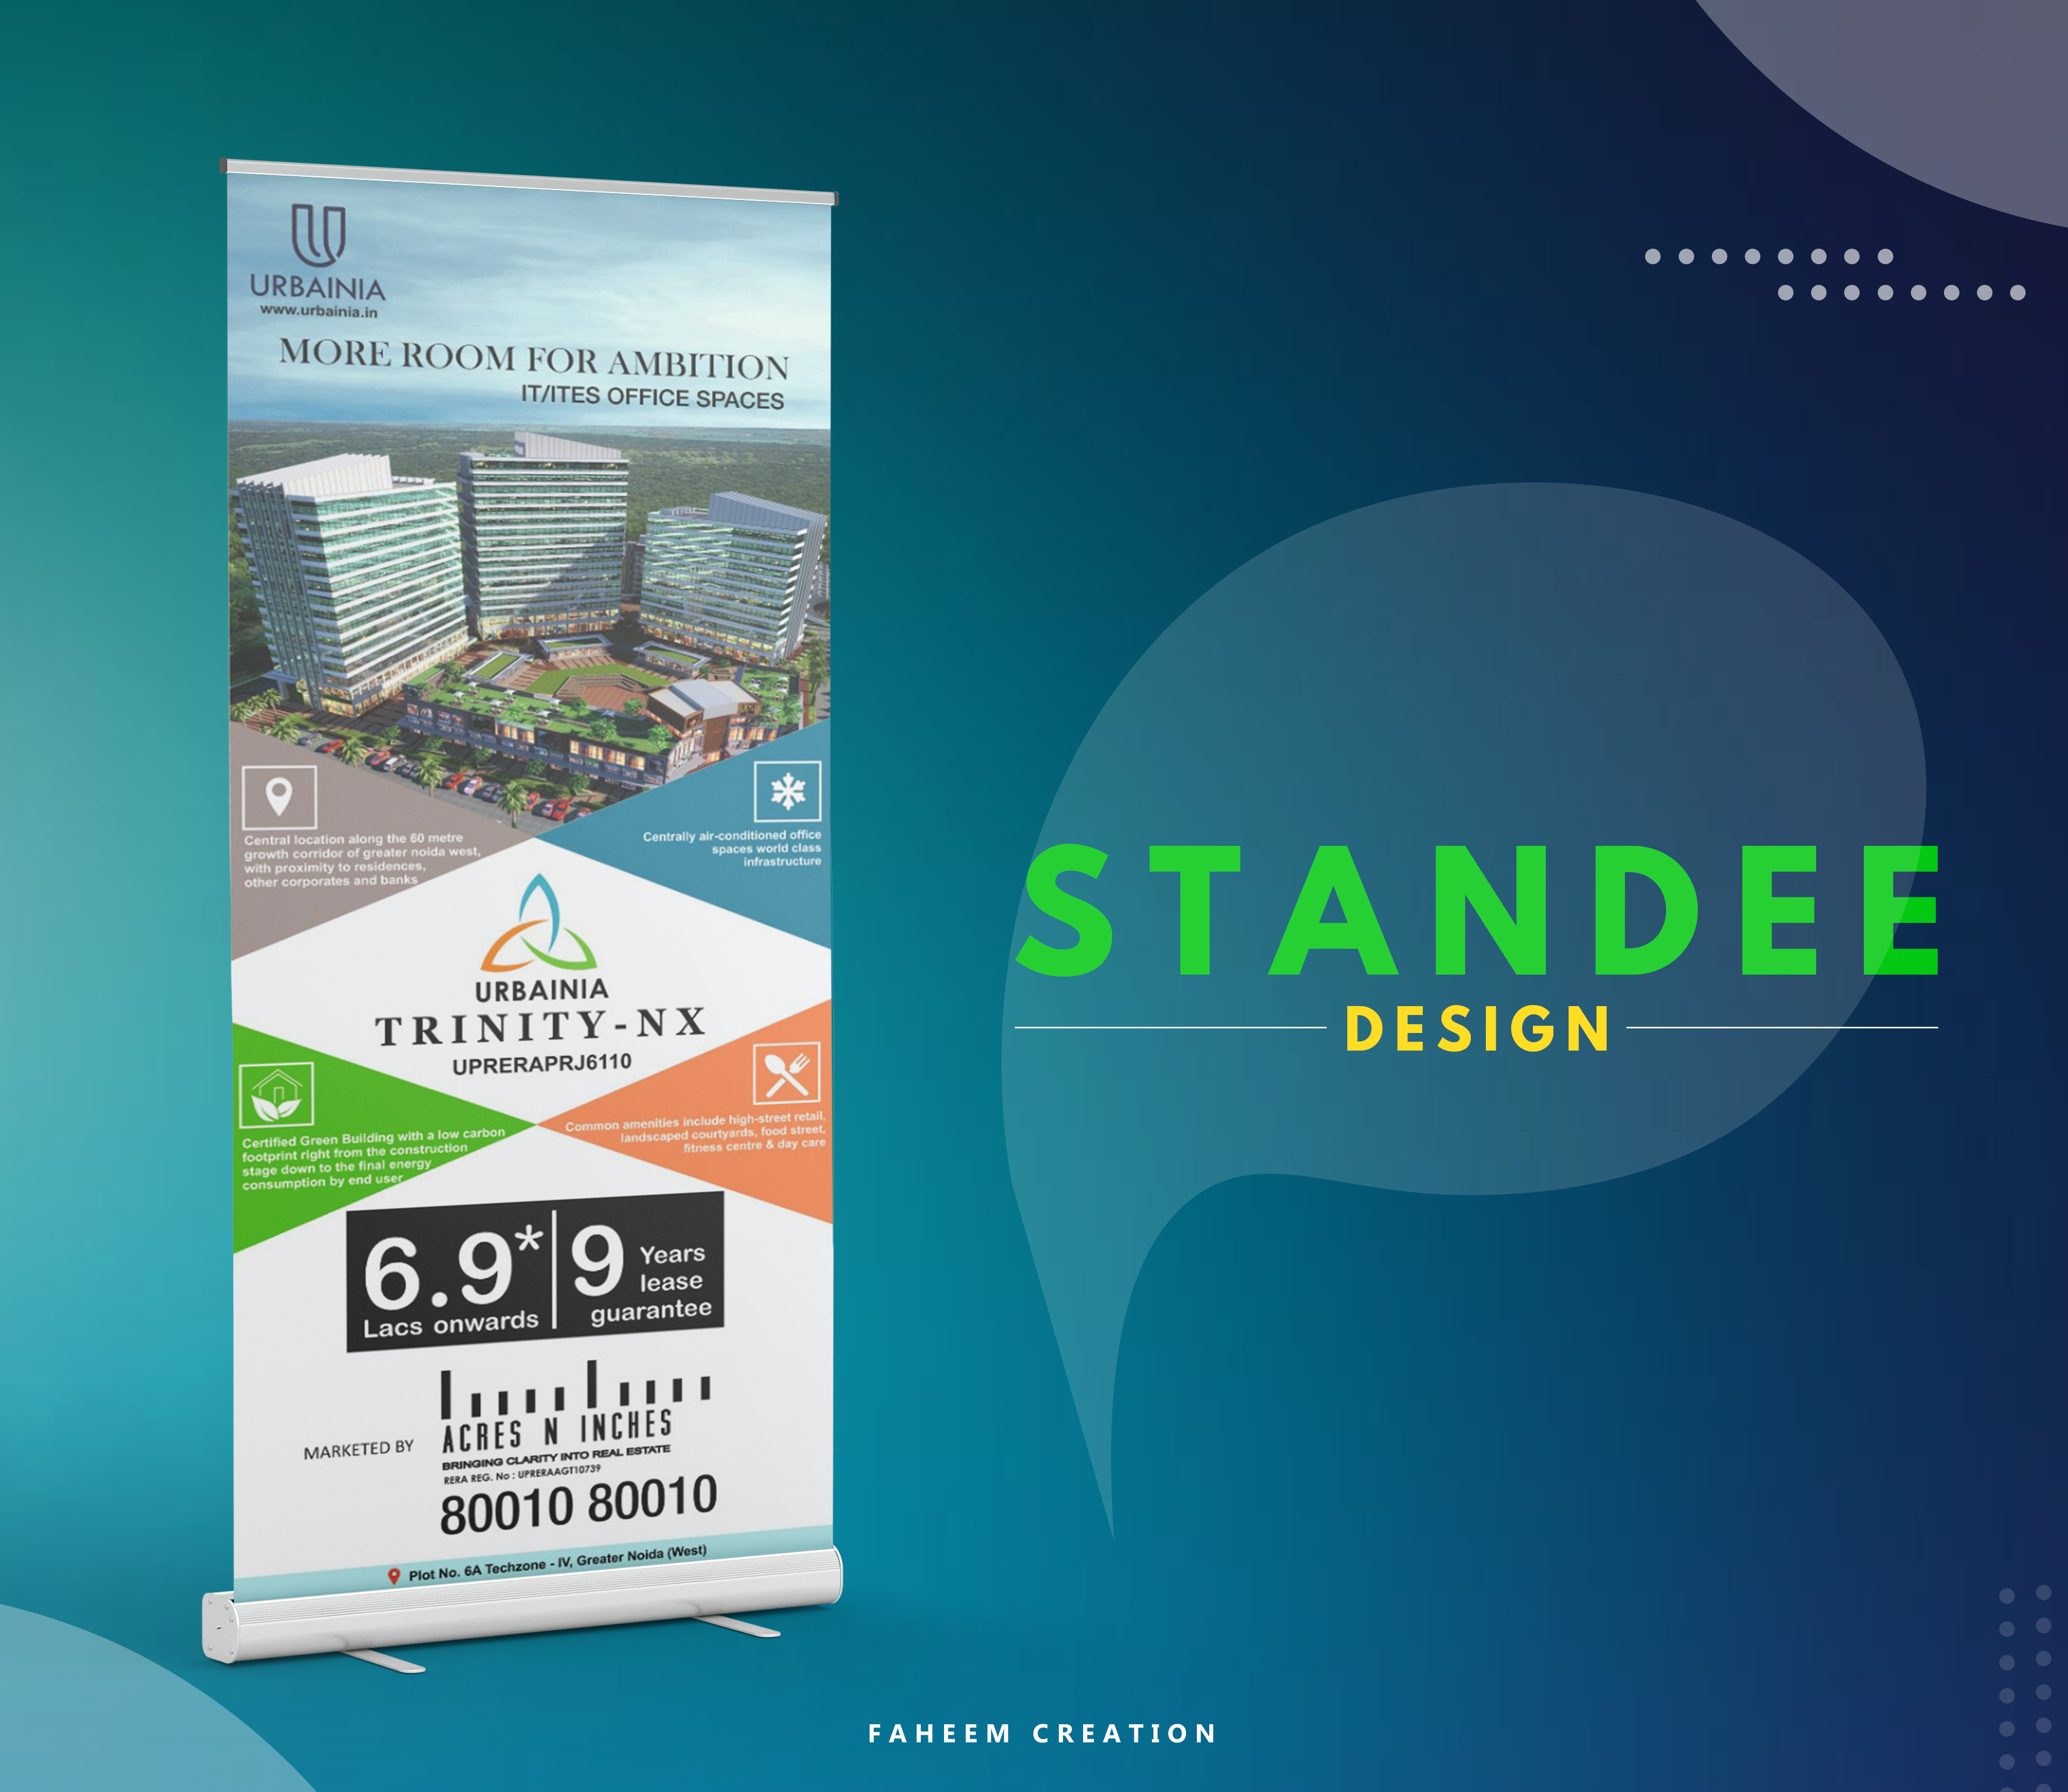 URBAINIA
www.urbainia.in
MORE ROOM FOR AMBITION
IT/ITES OFFICE SPACES
Central location along the 60 metre
growth corridor of greater noida west,
with proximity to residences,
other corporates and banks
Centrally air-conditioned office
spaces world class
infrastructure
URBAINIA
TRINITY-NX
UPRERAPRJ6110
Certified Green Building with a low carbon
footprint right from the construction
stage down to the final energy
consumption by end user
Common amenities include high-street retail,
landscaped courtyards, food street,
fitness centre & day care
6.9*
Lacs onwards
9 Years
lease
guarantee
MARKETED BY
ACRES N INCHES
BRINGING CLARITY INTO REAL ESTATE
RERA REG. No : UPRERAAGT10739
80010 80010
Plot No. 6A Techzone - IV, Greater Noida (West)
STANDEE
DESIGN
FAHEEM CREATION